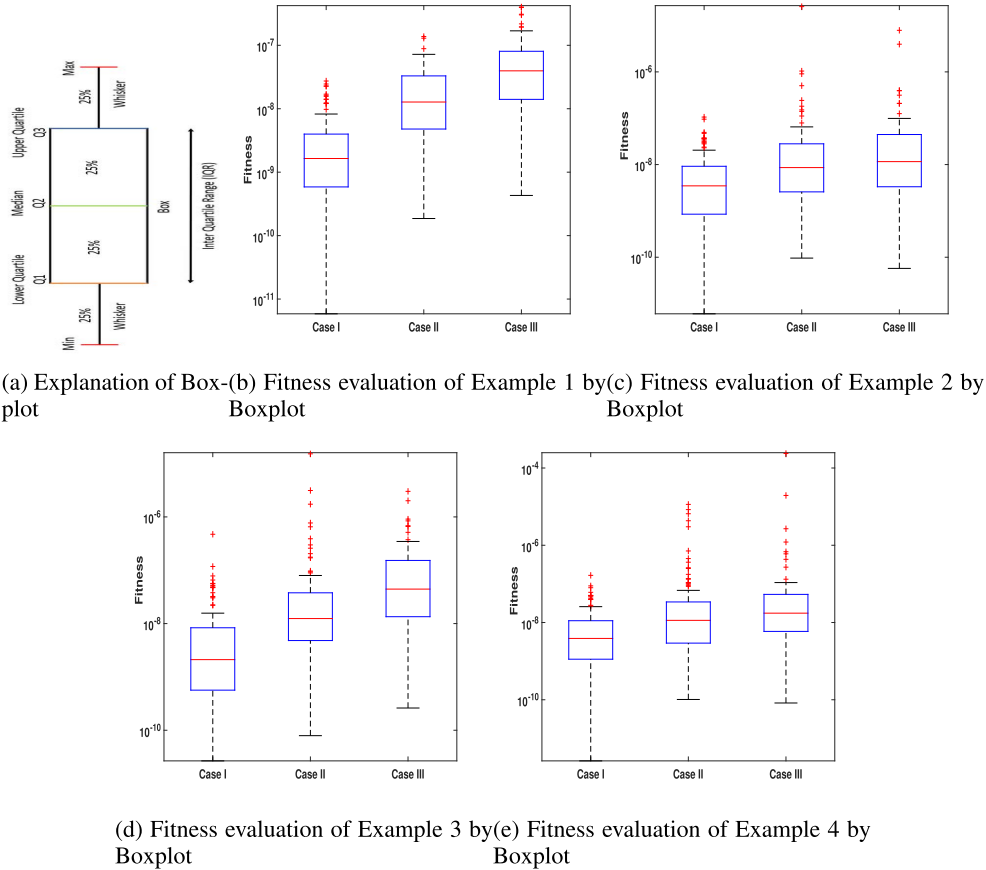 Max
25%
Whisker
Upper Quartile
Q3
25%
Median
Q2
Box
Inter Quartile Range (IQR)
25%
Lower Quartile
Q1
25%
Whisker
Min
Fitness
10^-7
10^-8
10^-9
10^-10
10^-11
Case I
Case II
Case III
Fitness
10^-6
10^-8
10^-10
Case I
Case II
Case III
(a) Explanation of Box-
plot
(b) Fitness evaluation of Example 1 by
Boxplot
(c) Fitness evaluation of Example 2 by
Boxplot
Fitness
10^-6
10^-8
10^-10
Case I
Case II
Case III
Fitness
10^-4
10^-6
10^-8
10^-10
Case I
Case II
Case III
(d) Fitness evaluation of Example 3 by
Boxplot
(e) Fitness evaluation of Example 4 by
Boxplot